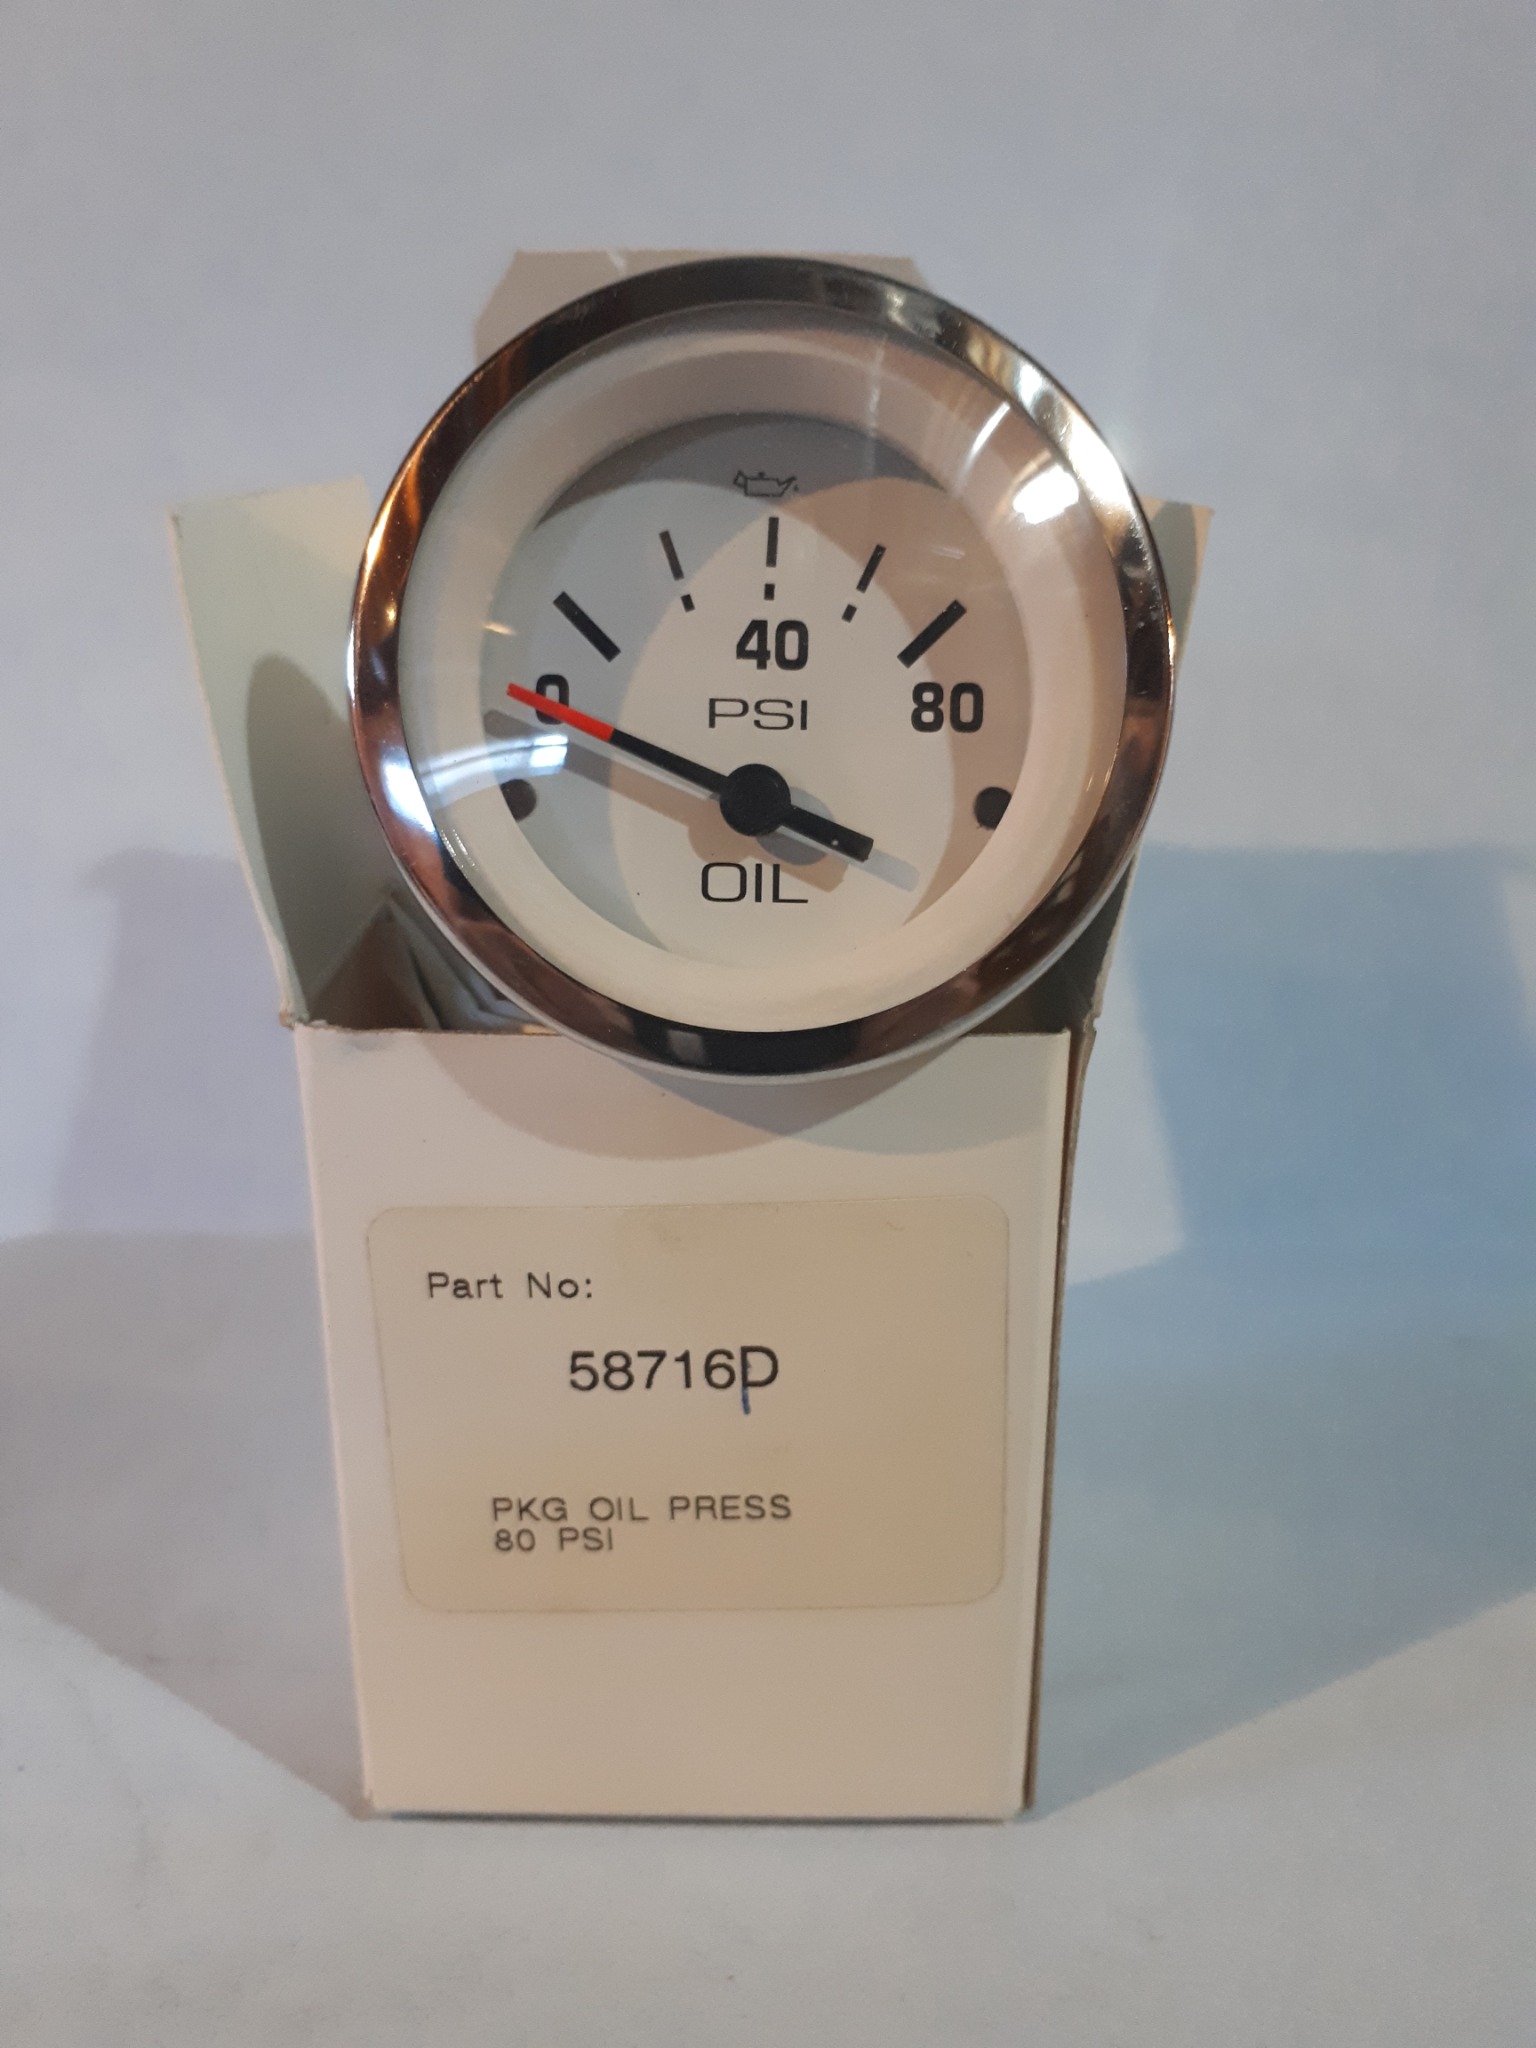 40
0
80
PSI
OIL
Part No:
58716P
PKG OIL PRESS
80 PSI